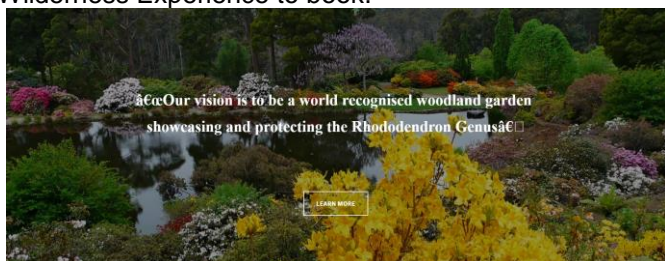 Wilderness Experience to book.
â€œOur vision is to be a world recognised woodland garden
showcasing and protecting the Rhododendron Genusâ€□
LEARN MORE